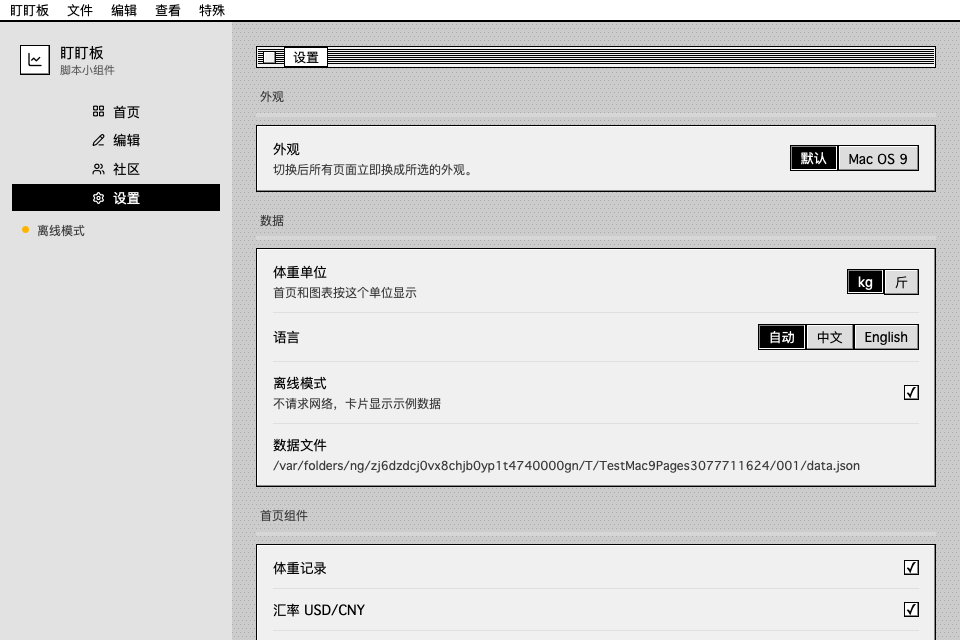 盯盯板 文件 编辑 查看 特殊
盯盯板
脚本小组件
首页
编辑
社区
设置
离线模式
设置
外观
外观
切换后所有页面立即换成所选的外观。
默认 Mac OS 9
数据
体重单位
首页和图表按这个单位显示
kg 斤
语言
自动 中文 English
离线模式
不请求网络，卡片显示示例数据
数据文件
/var/folders/ng/zj6dzdcj0vx8chjb0yp1t4740000gn/T/TestMac9Pages3077711624/001/data.json
首页组件
体重记录
汇率 USD/CNY